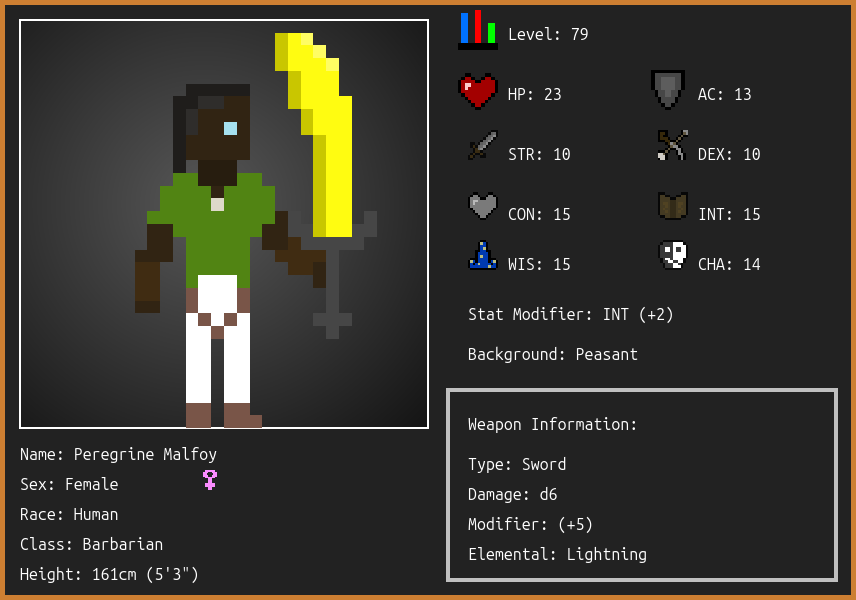 Level: 79
HP: 23
AC: 13
STR: 10
DEX: 10
CON: 15
INT: 15
WIS: 15
CHA: 14
Stat Modifier: INT (+2)
Background: Peasant
Weapon Information:
Type: Sword
Damage: d6
Modifier: (+5)
Elemental: Lightning
Name: Peregrine Malfoy
Sex: Female
Race: Human
Class: Barbarian
Height: 161cm (5'3")